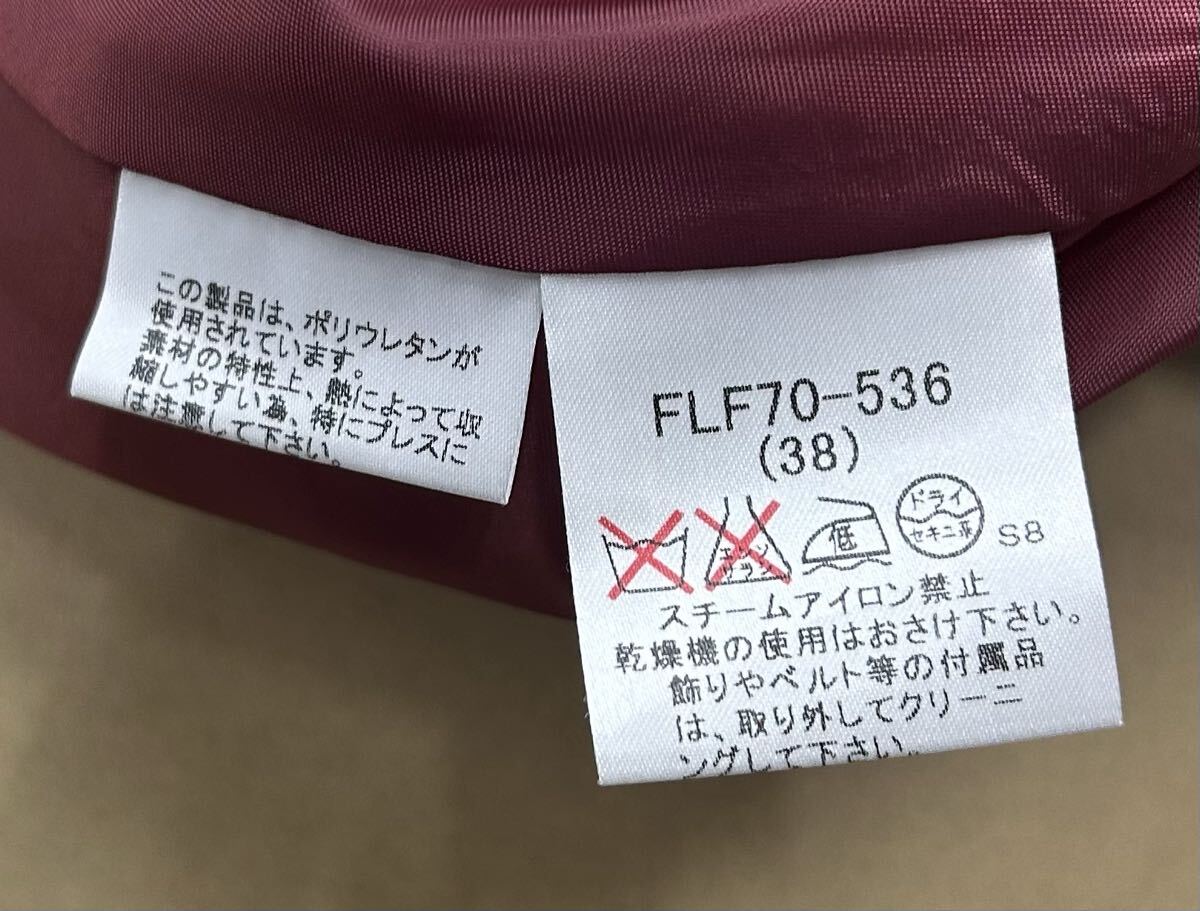 この製品は、ポリウレタンが
使用されています。
素材の特性上、熱によって収
縮しやすい為、特にプレスに
は注意して下さい。
FLF70-536
(38)
エンソ
サラシ
低
ドライ
セキユ系
S8
スチームアイロン禁止
乾燥機の使用はおさけ下さい。
飾りやベルト等の付属品
は、取り外してクリーニ
ングして下さい。